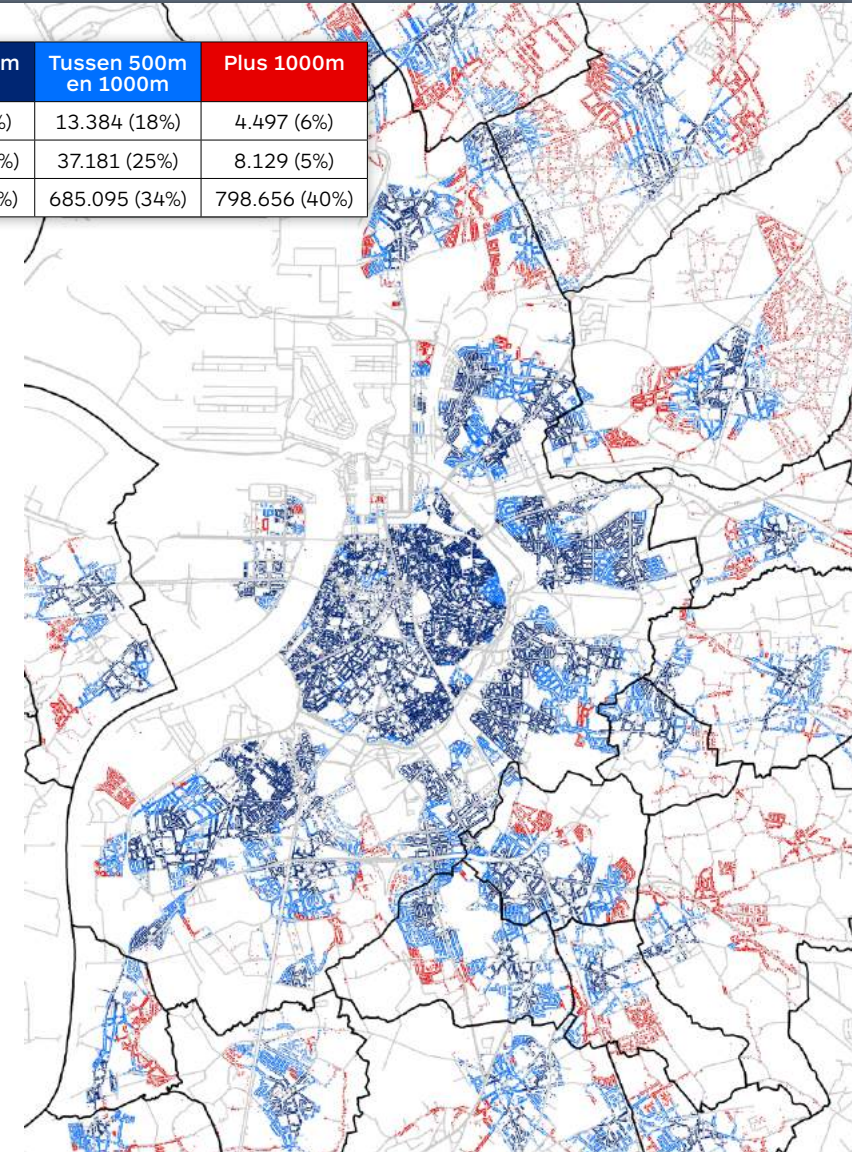 m Tussen 500m Plus 1000m
en 1000m
%) 13.384 (18%) 4.497 (6%)
%) 37.181 (25%) 8.129 (5%)
%) 685.095 (34%) 798.656 (40%)